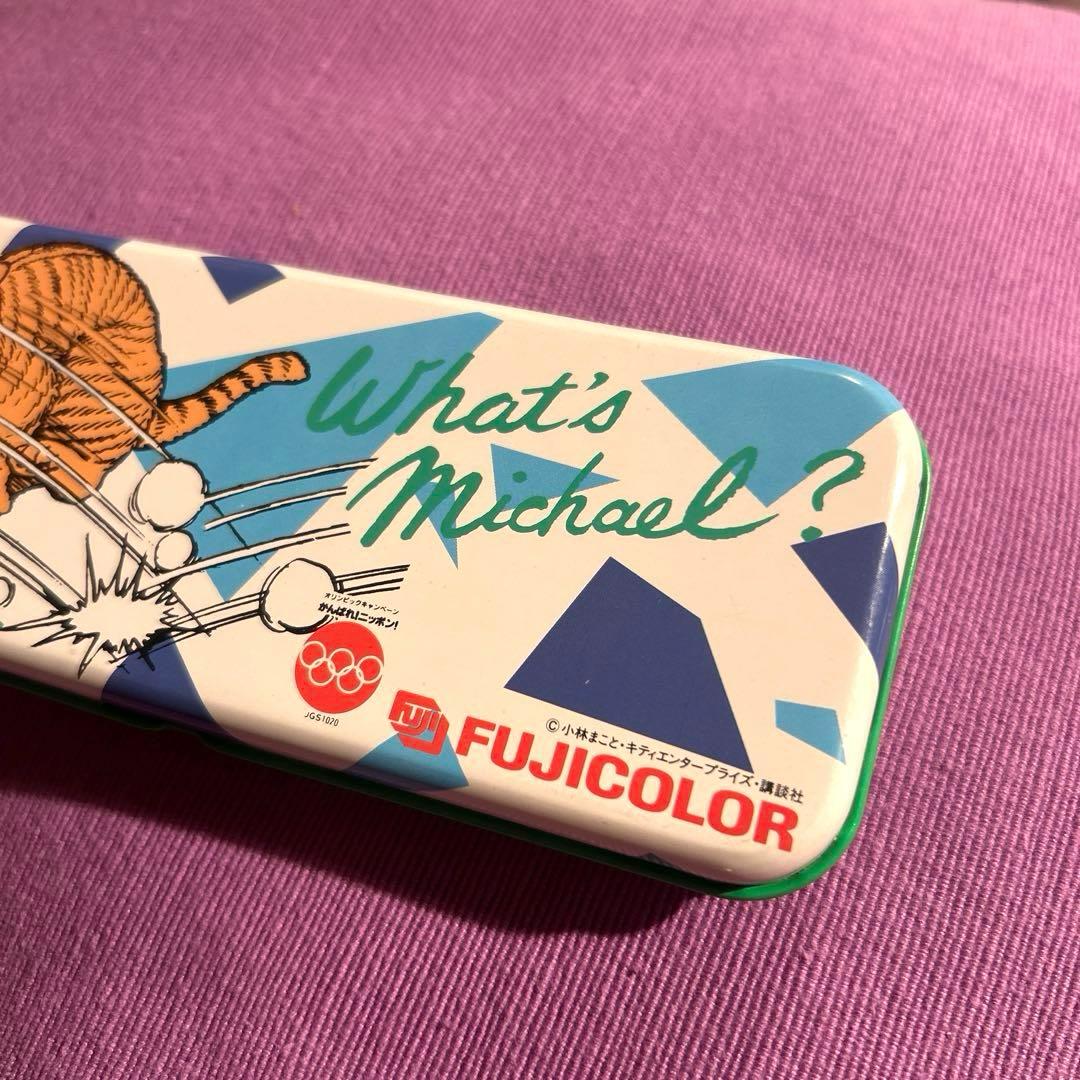 What's
Michael?
オリンピックキャンペーン
がんばれ!ニッポン!
JGS1020
FUJI
FUJICOLOR
©小林まこと・キティエンタープライズ・講談社